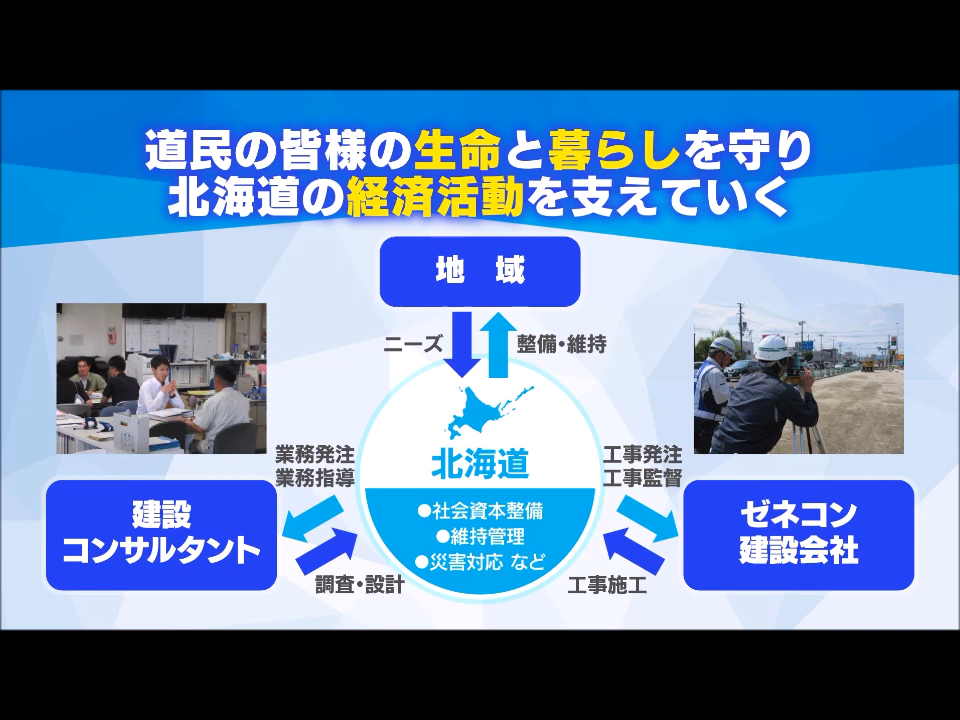 道民の皆様の生命と暮らしを守り
北海道の経済活動を支えていく
地　域
ニーズ
整備・維持
業務発注
業務指導
北海道
工事発注
工事監督
●社会資本整備
●維持管理
●災害対応 など
建設
コンサルタント
ゼネコン
建設会社
調査・設計
工事施工